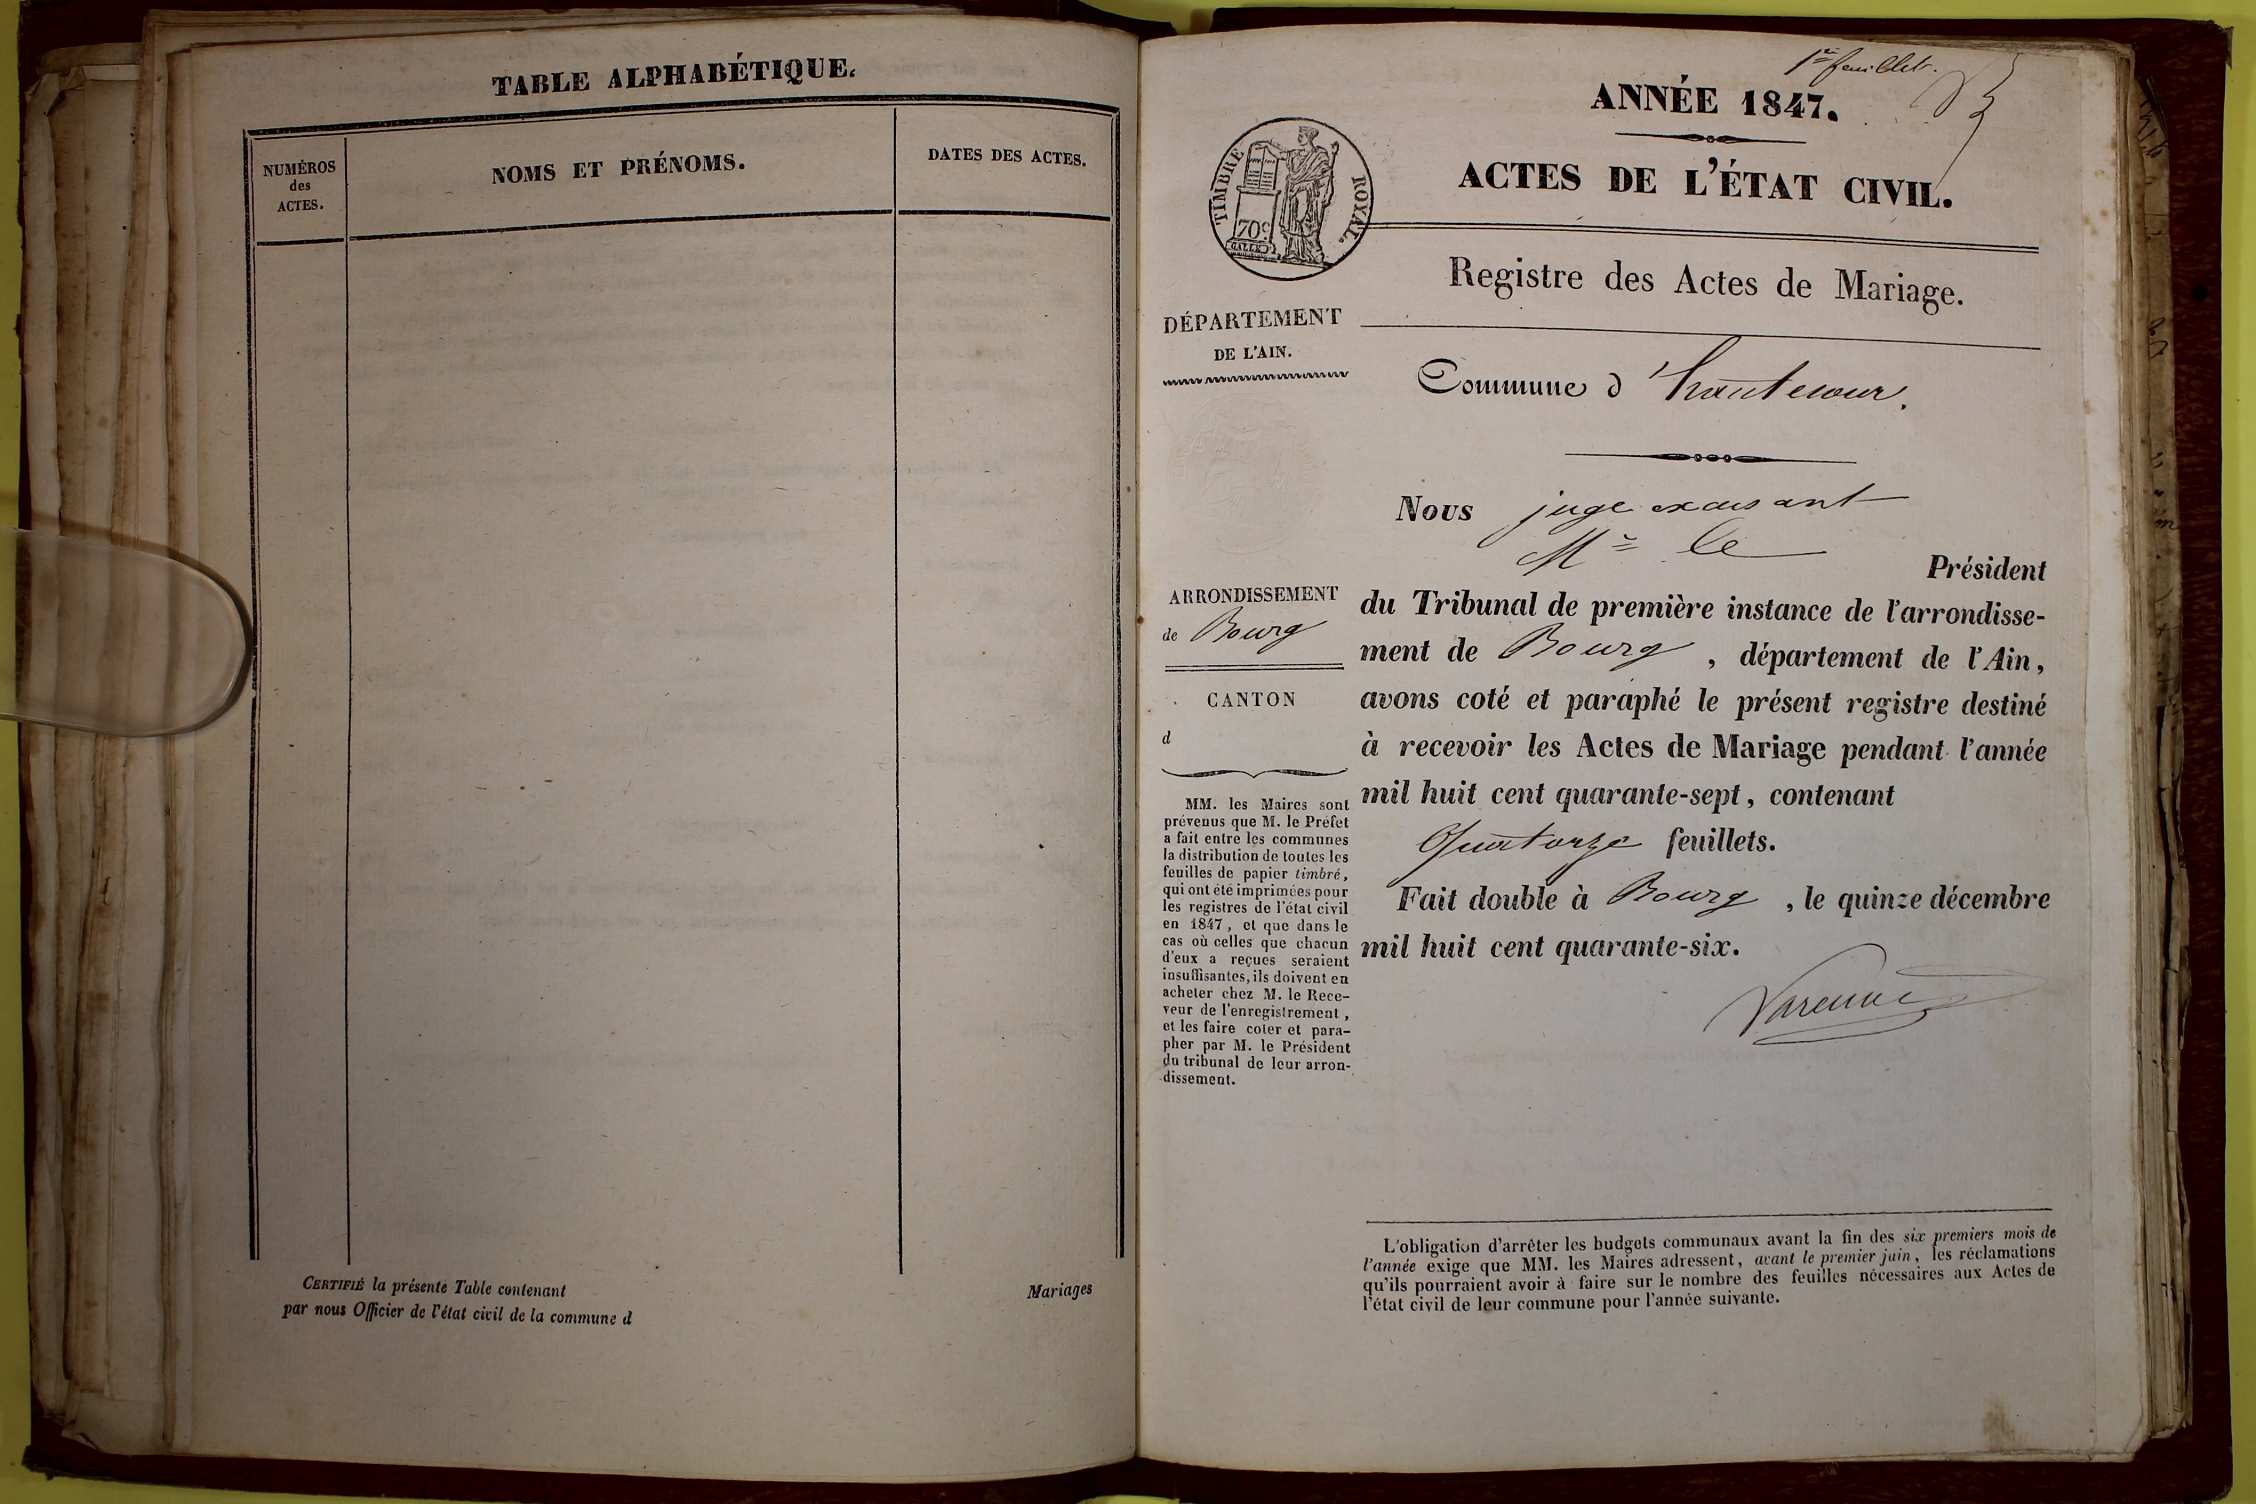 TABLE ALPHABÉTIQUE.
NUMÉROS
des
ACTES.
NOMS ET PRÉNOMS.
DATES DES ACTES.
CERTIFIÉ la présente Table contenant
Mariages
par nous Officier de l'état civil de la commune d
1er feuillet.
ANNÉE 1847.
ACTES DE L'ÉTAT CIVIL.
TIMBRE ROYAL.
70c
Registre des Actes de Mariage.
DÉPARTEMENT
DE L'AIN.
Commune d'hautecour.
Nous juge
Mr le
Président
du Tribunal de première instance de l'arrondisse-
ment de Bourg, département de l'Ain,
avons coté et paraphé le présent registre destiné
à recevoir les Actes de Mariage pendant l'année
mil huit cent quarante-sept, contenant
Quatorze feuillets.
Fait double à Bourg, le quinze décembre
mil huit cent quarante-six.
Varenne
ARRONDISSEMENT
de Bourg
CANTON
d
MM. les Maires sont
prévenus que M. le Préfet
a fait entre les communes
la distribution de toutes les
feuilles de papier timbré,
qui ont été imprimées pour
les registres de l'état civil
en 1847, et que dans le
cas où celles que chacun
d'eux a reçues seraient
insuffisantes, ils doivent en
acheter chez M. le Rece-
veur de l'enregistrement,
et les faire coter et para-
pher par M. le Président
du tribunal de leur arron-
dissement.
L'obligation d'arrêter les budgets communaux avant la fin des six premiers mois de
l'année exige que MM. les Maires adressent, avant le premier juin, les réclamations
qu'ils pourraient avoir à faire sur le nombre des feuilles nécessaires aux Actes de
l'état civil de leur commune pour l'année suivante.